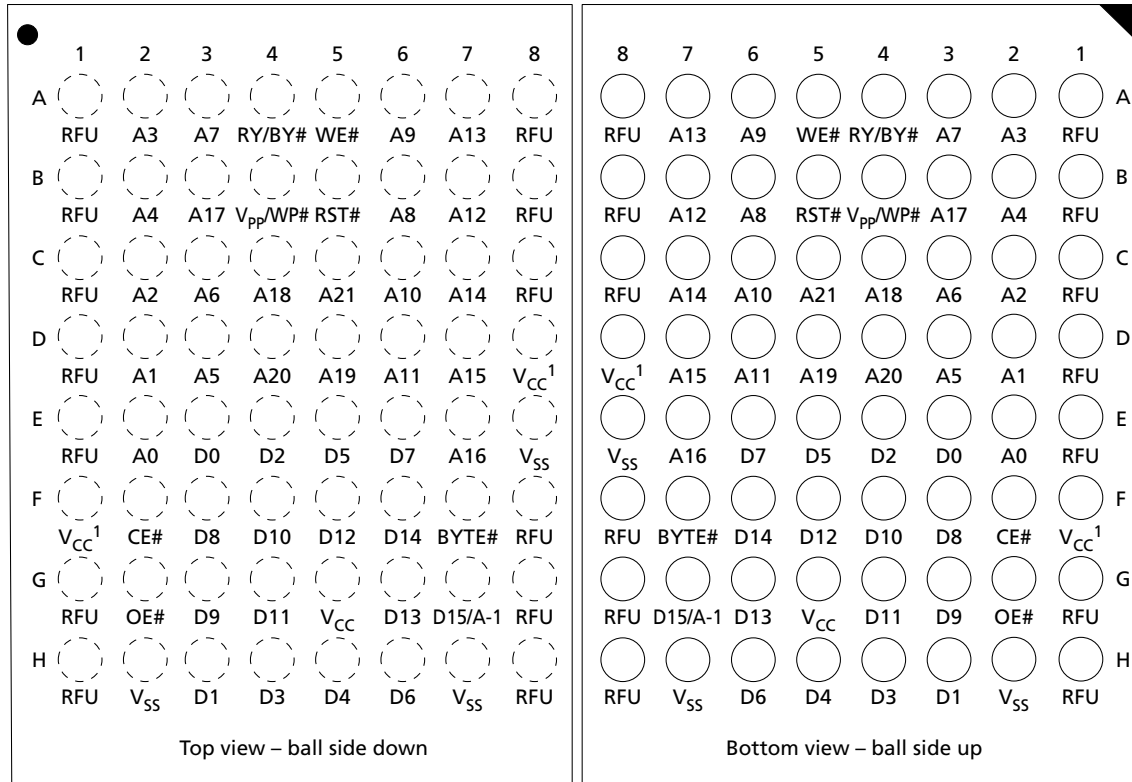 1 2 3 4 5 6 7 8
A
RFU A3 A7 RY/BY# WE# A9 A13 RFU
B
RFU A4 A17 VPP/WP# RST# A8 A12 RFU
C
RFU A2 A6 A18 A21 A10 A14 RFU
D
RFU A1 A5 A20 A19 A11 A15 VCC1
E
RFU A0 D0 D2 D5 D7 A16 VSS
F
VCC1 CE# D8 D10 D12 D14 BYTE# RFU
G
RFU OE# D9 D11 VCC D13 D15/A-1 RFU
H
RFU VSS D1 D3 D4 D6 VSS RFU
Top view – ball side down
8 7 6 5 4 3 2 1
A
RFU A13 A9 WE# RY/BY# A7 A3 RFU
B
RFU A12 A8 RST# VPP/WP# A17 A4 RFU
C
RFU A14 A10 A21 A18 A6 A2 RFU
D
VCC1 A15 A11 A19 A20 A5 A1 RFU
E
VSS A16 D7 D5 D2 D0 A0 RFU
F
RFU BYTE# D14 D12 D10 D8 CE# VCC1
G
RFU D15/A-1 D13 VCC D11 D9 OE# RFU
H
RFU VSS D6 D4 D3 D1 VSS RFU
Bottom view – ball side up